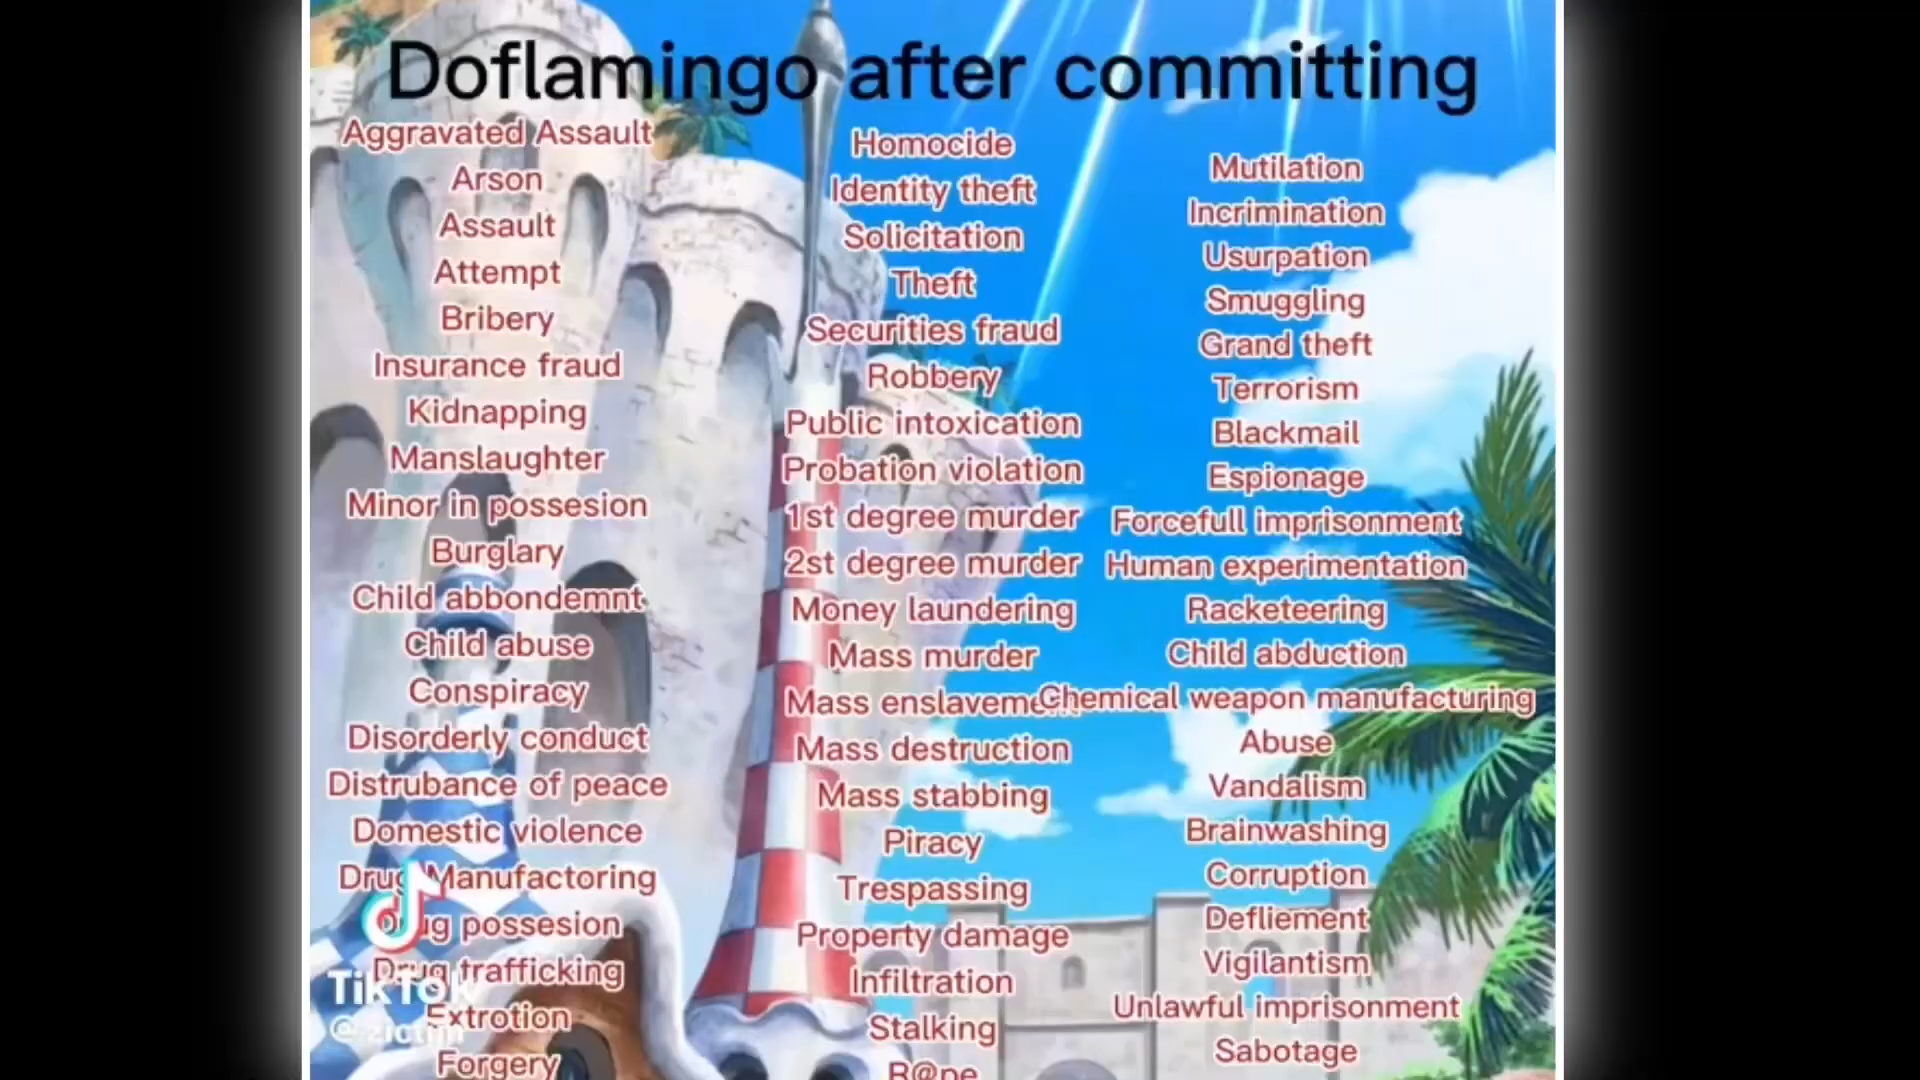 Doflamingo after committing
Aggravated Assault
Arson
Assault
Attempt
Bribery
Insurance fraud
Kidnapping
Manslaughter
Minor in possesion
Burglary
Child abbondemnt
Child abuse
Conspiracy
Disorderly conduct
Distrubance of peace
Domestic violence
Drug Manufactoring
Drug possesion
Drug trafficking
Extrotion
Forgery
Homocide
Identity theft
Solicitation
Theft
Securities fraud
Robbery
Public intoxication
Probation violation
1st degree murder
2st degree murder
Money laundering
Mass murder
Mass enslavement
Mass destruction
Mass stabbing
Piracy
Trespassing
Property damage
Infiltration
Stalking
R@pe
Mutilation
Incrimination
Usurpation
Smuggling
Grand theft
Terrorism
Blackmail
Espionage
Forcefull imprisonment
Human experimentation
Racketeering
Child abduction
Chemical weapon manufacturing
Abuse
Vandalism
Brainwashing
Corruption
Defliement
Vigilantism
Unlawful imprisonment
Sabotage
TikTok